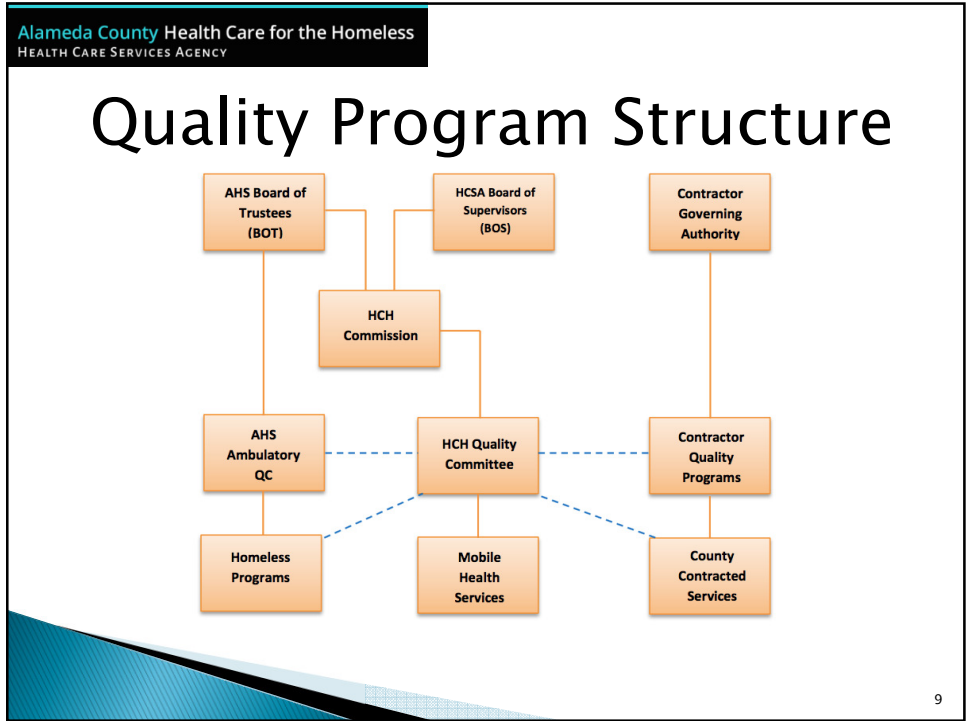 Alameda County Health Care for the Homeless
HEALTH CARE SERVICES AGENCY
Quality Program Structure
AHS Board of
Trustees
(BOT)
HCSA Board of
Supervisors
(BOS)
Contractor
Governing
Authority
HCH
Commission
AHS
Ambulatory
QC
HCH Quality
Committee
Contractor
Quality
Programs
Homeless
Programs
Mobile
Health
Services
County
Contracted
Services
9